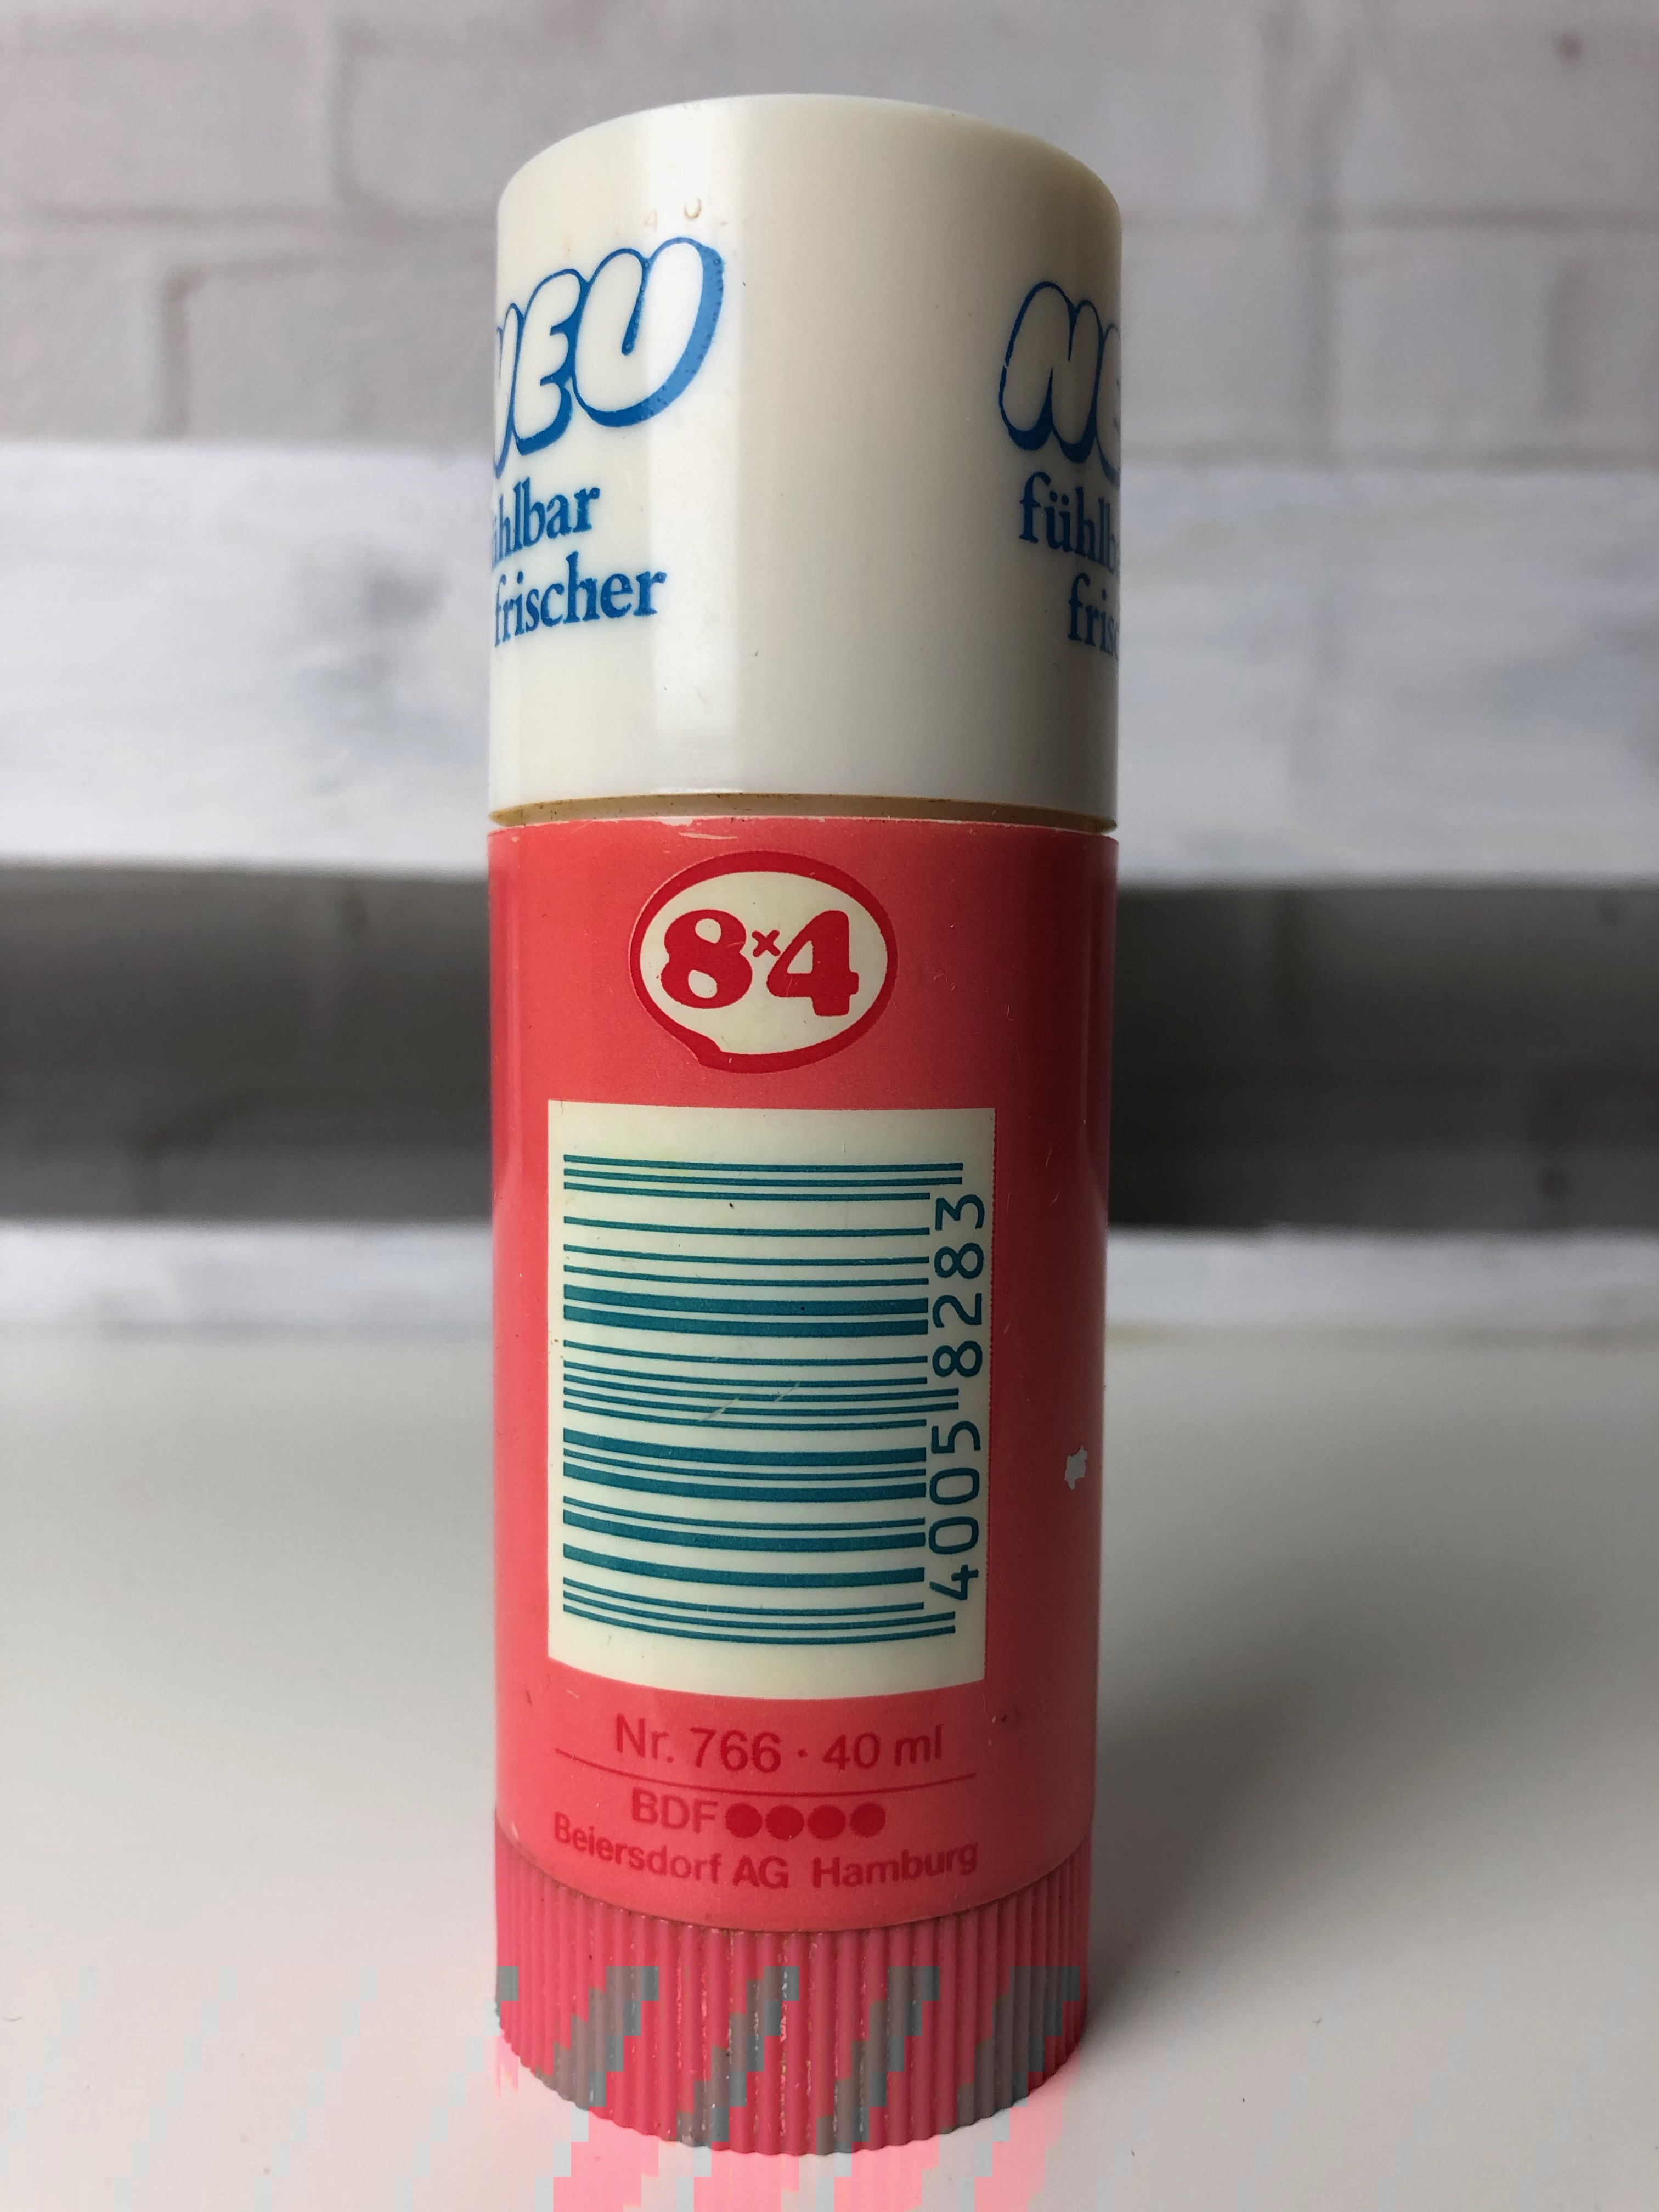 NEU
fühlbar
frischer
8x4
4005 8283
Nr. 766 · 40 ml
BDF●●●●
Beiersdorf AG Hamburg